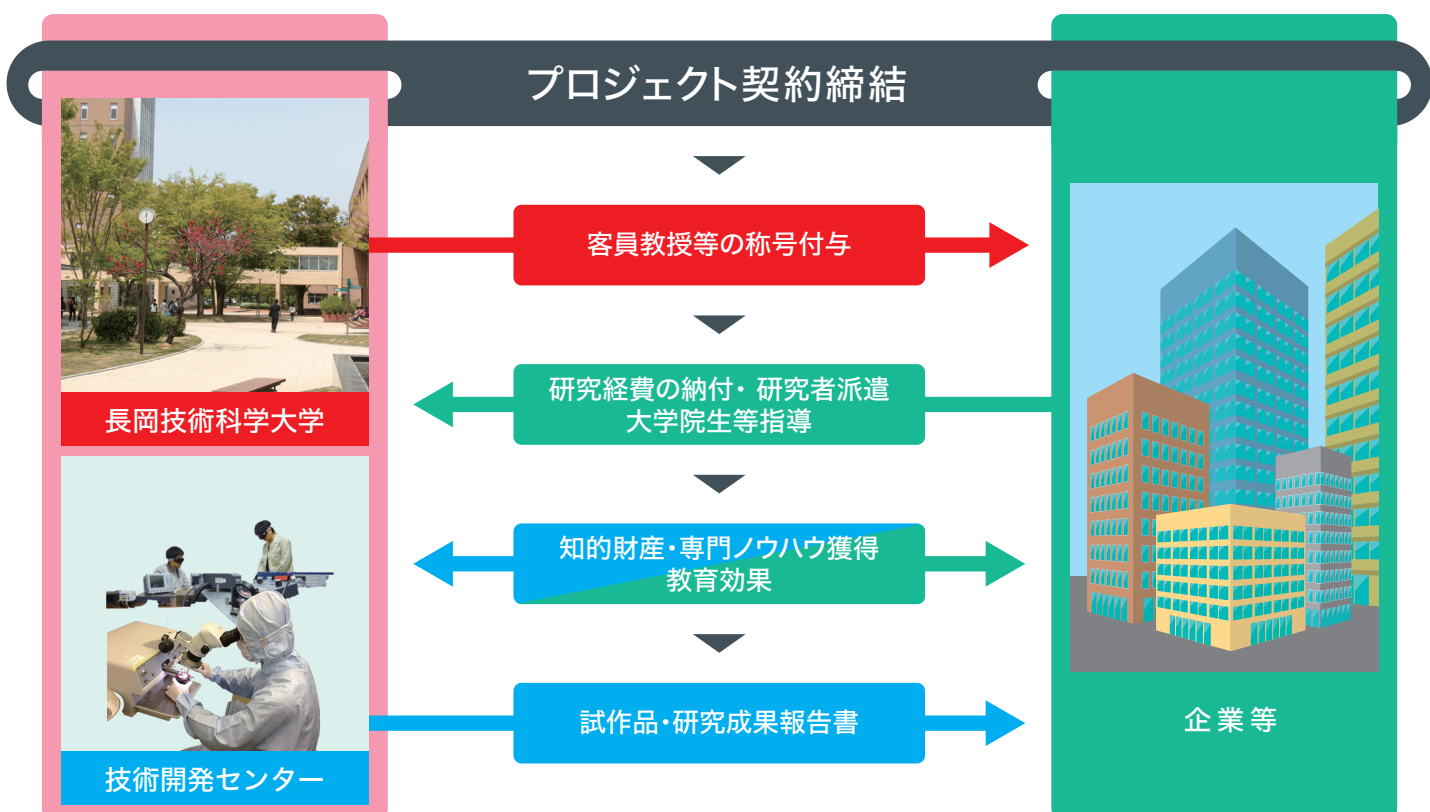 プロジェクト契約締結
客員教授等の称号付与
研究経費の納付・研究者派遣
大学院生等指導
長岡技術科学大学
知的財産・専門ノウハウ獲得
教育効果
試作品・研究成果報告書
技術開発センター
企業等